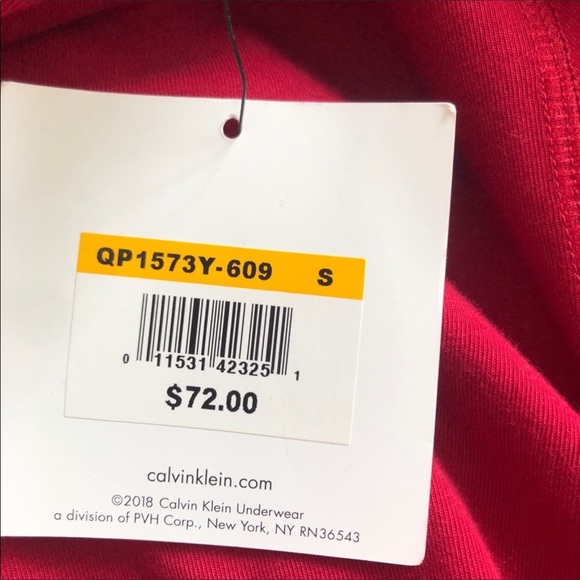 QP1573Y-609 S
0 11531 42325 1
$72.00
calvinklein.com
©2018 Calvin Klein Underwear
a division of PVH Corp., New York, NY RN36543